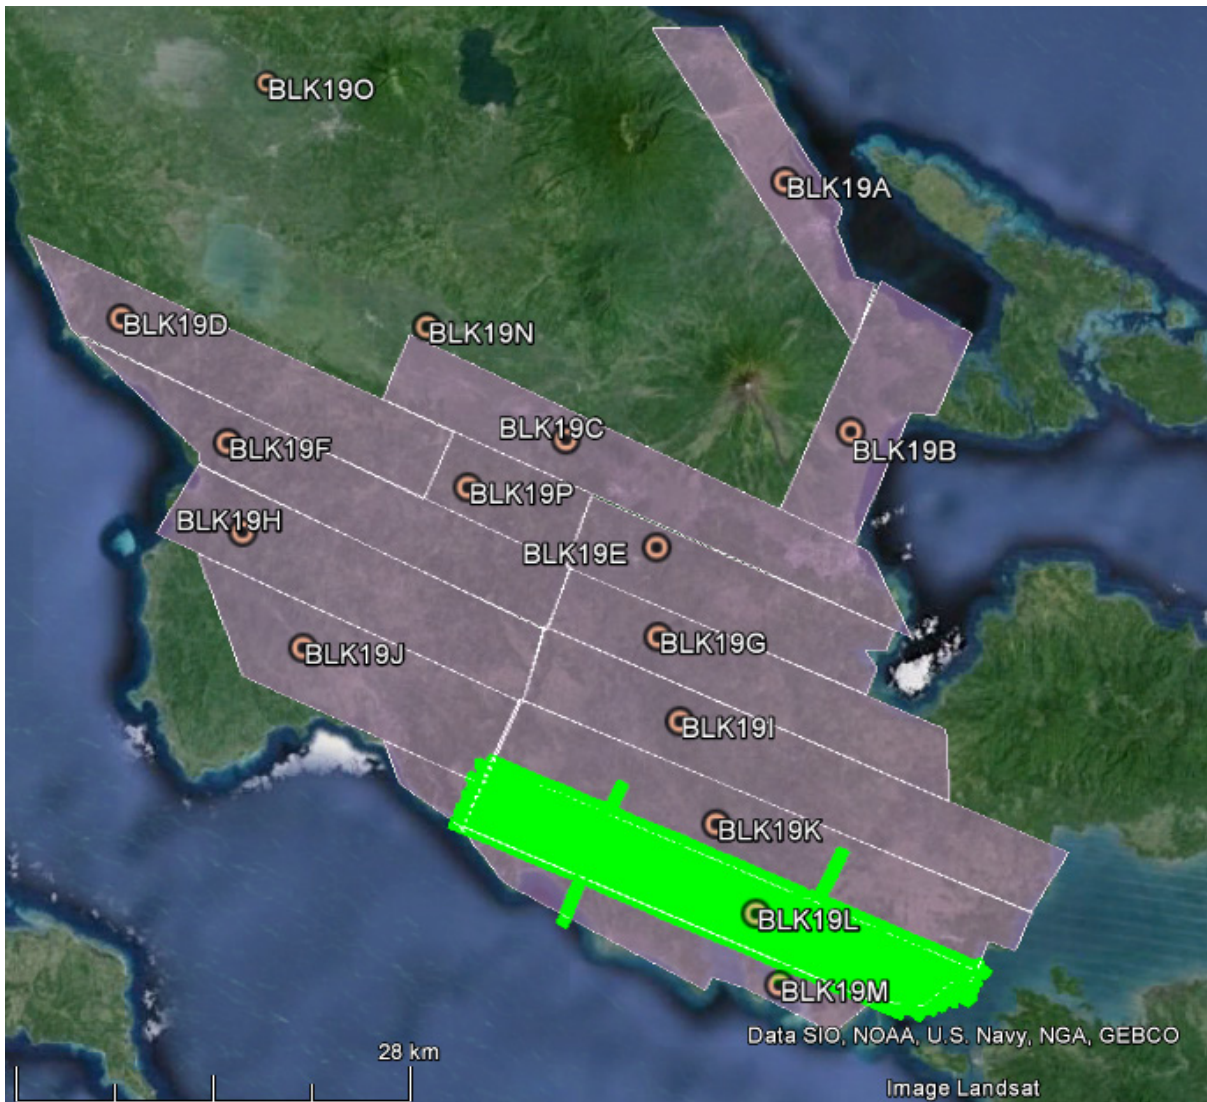 BLK19O
BLK19A
BLK19D
BLK19N
BLK19C
BLK19F
BLK19B
BLK19P
BLK19H
BLK19E
BLK19G
BLK19J
BLK19I
BLK19K
BLK19L
BLK19M
Data SIO, NOAA, U.S. Navy, NGA, GEBCO
28 km
Image Landsat